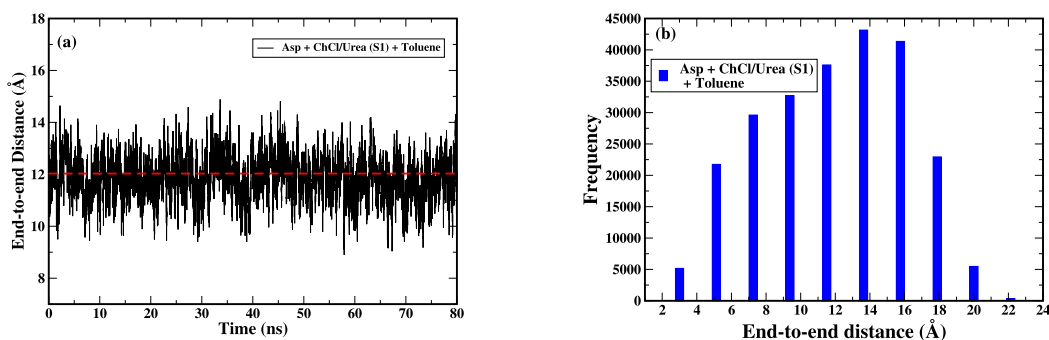 (a)
Asp + ChCl/Urea (S1) + Toluene
End-to-end Distance (Å)
18
16
14
12
10
8
0 10 20 30 40 50 60 70 80
Time (ns)
(b)
Asp + ChCl/Urea (S1)
+ Toluene
Frequency
45000
40000
35000
30000
25000
20000
15000
10000
5000
0
2 4 6 8 10 12 14 16 18 20 22 24
End-to-end distance (Å)